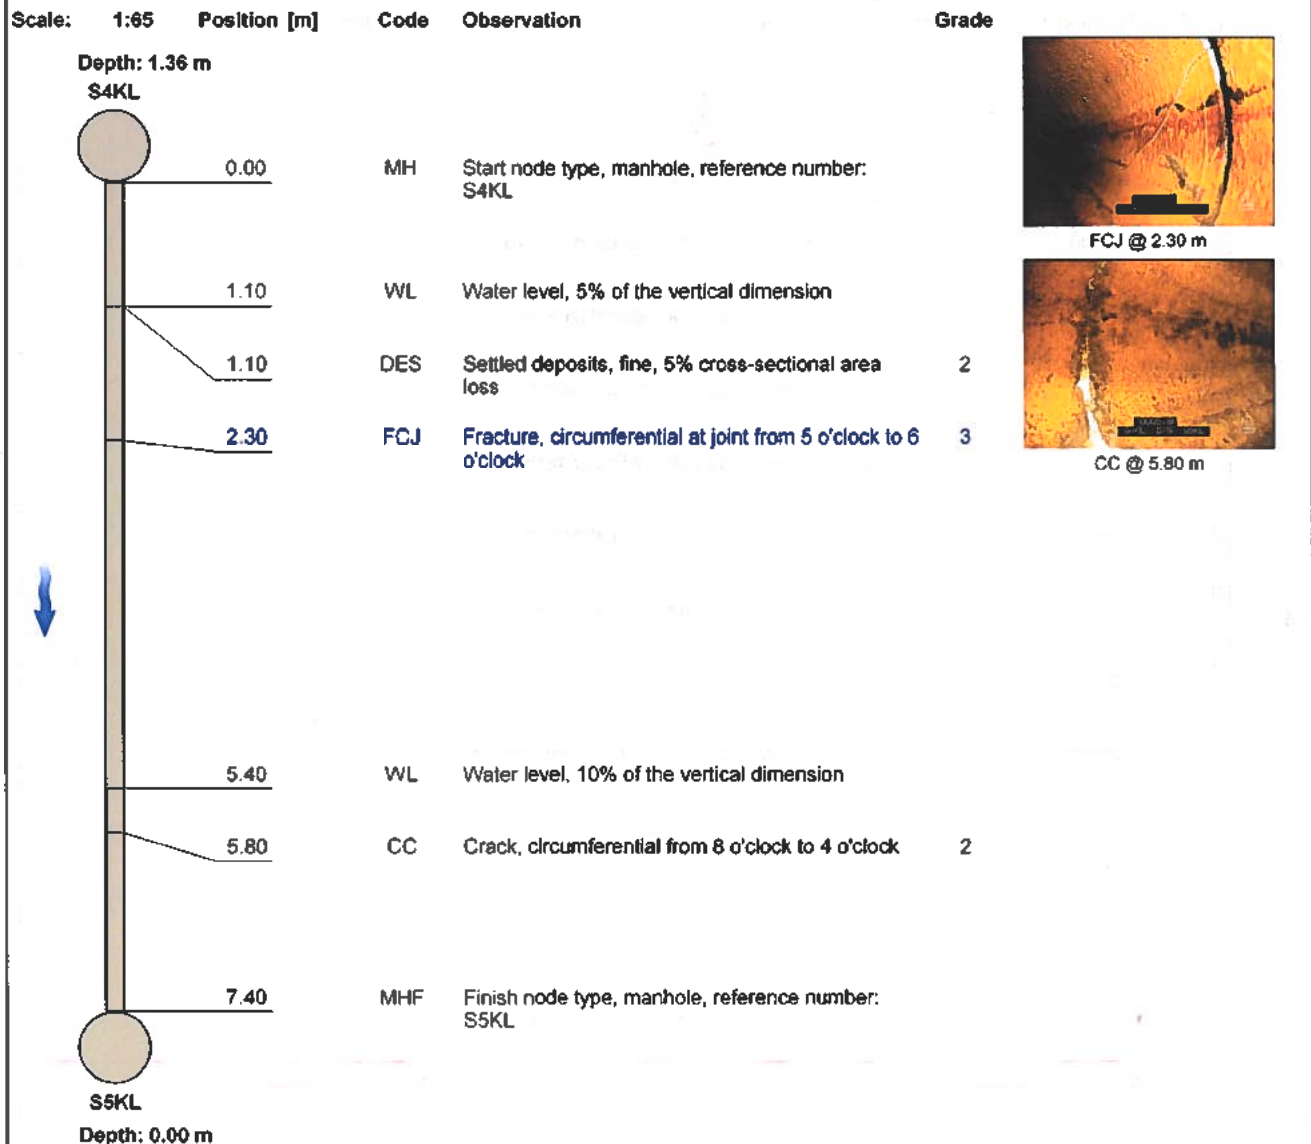 Scale: 1:65 Position [m] Code Observation Grade
Depth: 1.36 m
S4KL
0.00 MH Start node type, manhole, reference number:
S4KL
FCJ @ 2.30 m
1.10 WL Water level, 5% of the vertical dimension
1.10 DES Settled deposits, fine, 5% cross-sectional area 2
loss
2.30 FCJ Fracture, circumferential at joint from 5 o'clock to 6 3
o'clock
CC @ 5.80 m
5.40 WL Water level, 10% of the vertical dimension
5.80 CC Crack, circumferential from 8 o'clock to 4 o'clock 2
7.40 MHF Finish node type, manhole, reference number:
S5KL
S5KL
Depth: 0.00 m